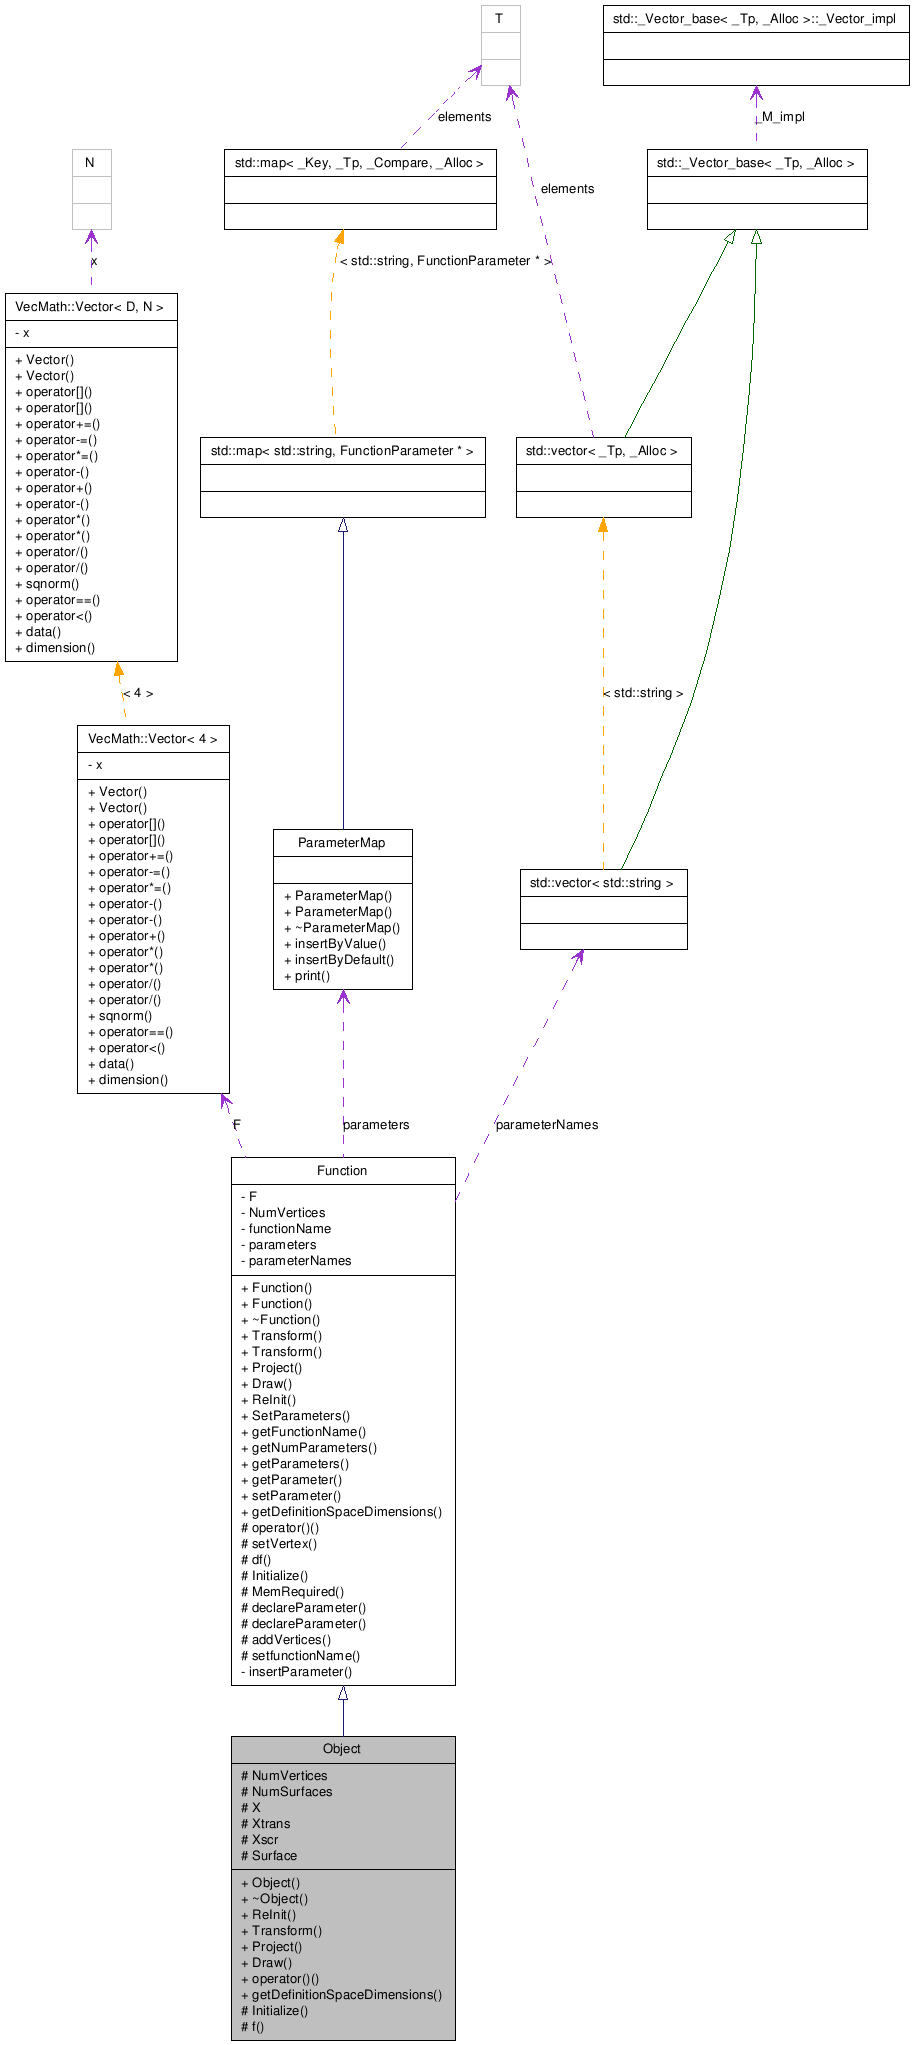 T
std::_Vector_base< _Tp, _Alloc >::_Vector_impl
elements
_M_impl
N
std::map< _Key, _Tp, _Compare, _Alloc >
std::_Vector_base< _Tp, _Alloc >
elements
x
< std::string, FunctionParameter * >
VecMath::Vector< D, N >
- x
+ Vector()
+ Vector()
+ operator[]()
+ operator[]()
+ operator+=()
+ operator-=()
+ operator*=()
+ operator-()
+ operator+()
+ operator-()
+ operator*()
+ operator*()
+ operator/()
+ operator/()
+ sqnorm()
+ operator==()
+ operator<()
+ data()
+ dimension()
std::map< std::string, FunctionParameter * >
std::vector< _Tp, _Alloc >
< 4 >
< std::string >
VecMath::Vector< 4 >
- x
+ Vector()
+ Vector()
+ operator[]()
+ operator[]()
+ operator+=()
+ operator-=()
+ operator*=()
+ operator-()
+ operator-()
+ operator+()
+ operator*()
+ operator*()
+ operator/()
+ operator/()
+ sqnorm()
+ operator==()
+ operator<()
+ data()
+ dimension()
ParameterMap
+ ParameterMap()
+ ParameterMap()
+ ~ParameterMap()
+ insertByValue()
+ insertByDefault()
+ print()
std::vector< std::string >
F
parameters
parameterNames
Function
- F
- NumVertices
- functionName
- parameters
- parameterNames
+ Function()
+ Function()
+ ~Function()
+ Transform()
+ Transform()
+ Project()
+ Draw()
+ ReInit()
+ SetParameters()
+ getFunctionName()
+ getNumParameters()
+ getParameters()
+ getParameter()
+ setParameter()
+ getDefinitionSpaceDimensions()
# operator()()
# setVertex()
# df()
# Initialize()
# MemRequired()
# declareParameter()
# declareParameter()
# addVertices()
# setfunctionName()
- insertParameter()
Object
# NumVertices
# NumSurfaces
# X
# Xtrans
# Xscr
# Surface
+ Object()
+ ~Object()
+ ReInit()
+ Transform()
+ Project()
+ Draw()
+ operator()()
+ getDefinitionSpaceDimensions()
# Initialize()
# f()